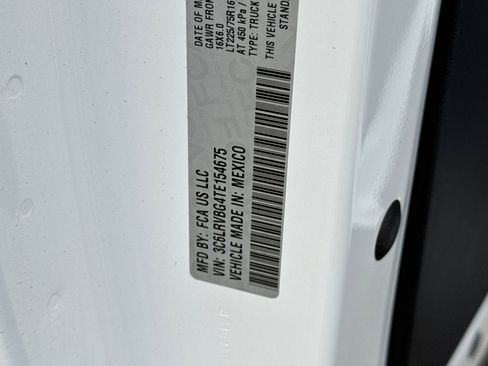 MFD BY: FCA US LLC
VIN: 3C6LRVBG4TE154675
VEHICLE MADE IN: MEXICO
DATE OF
GAWR FRON
16X6.0
LT225/75R16
AT 450 kPa /
TYPE: TRUCK
THIS VEHICLE
STAND